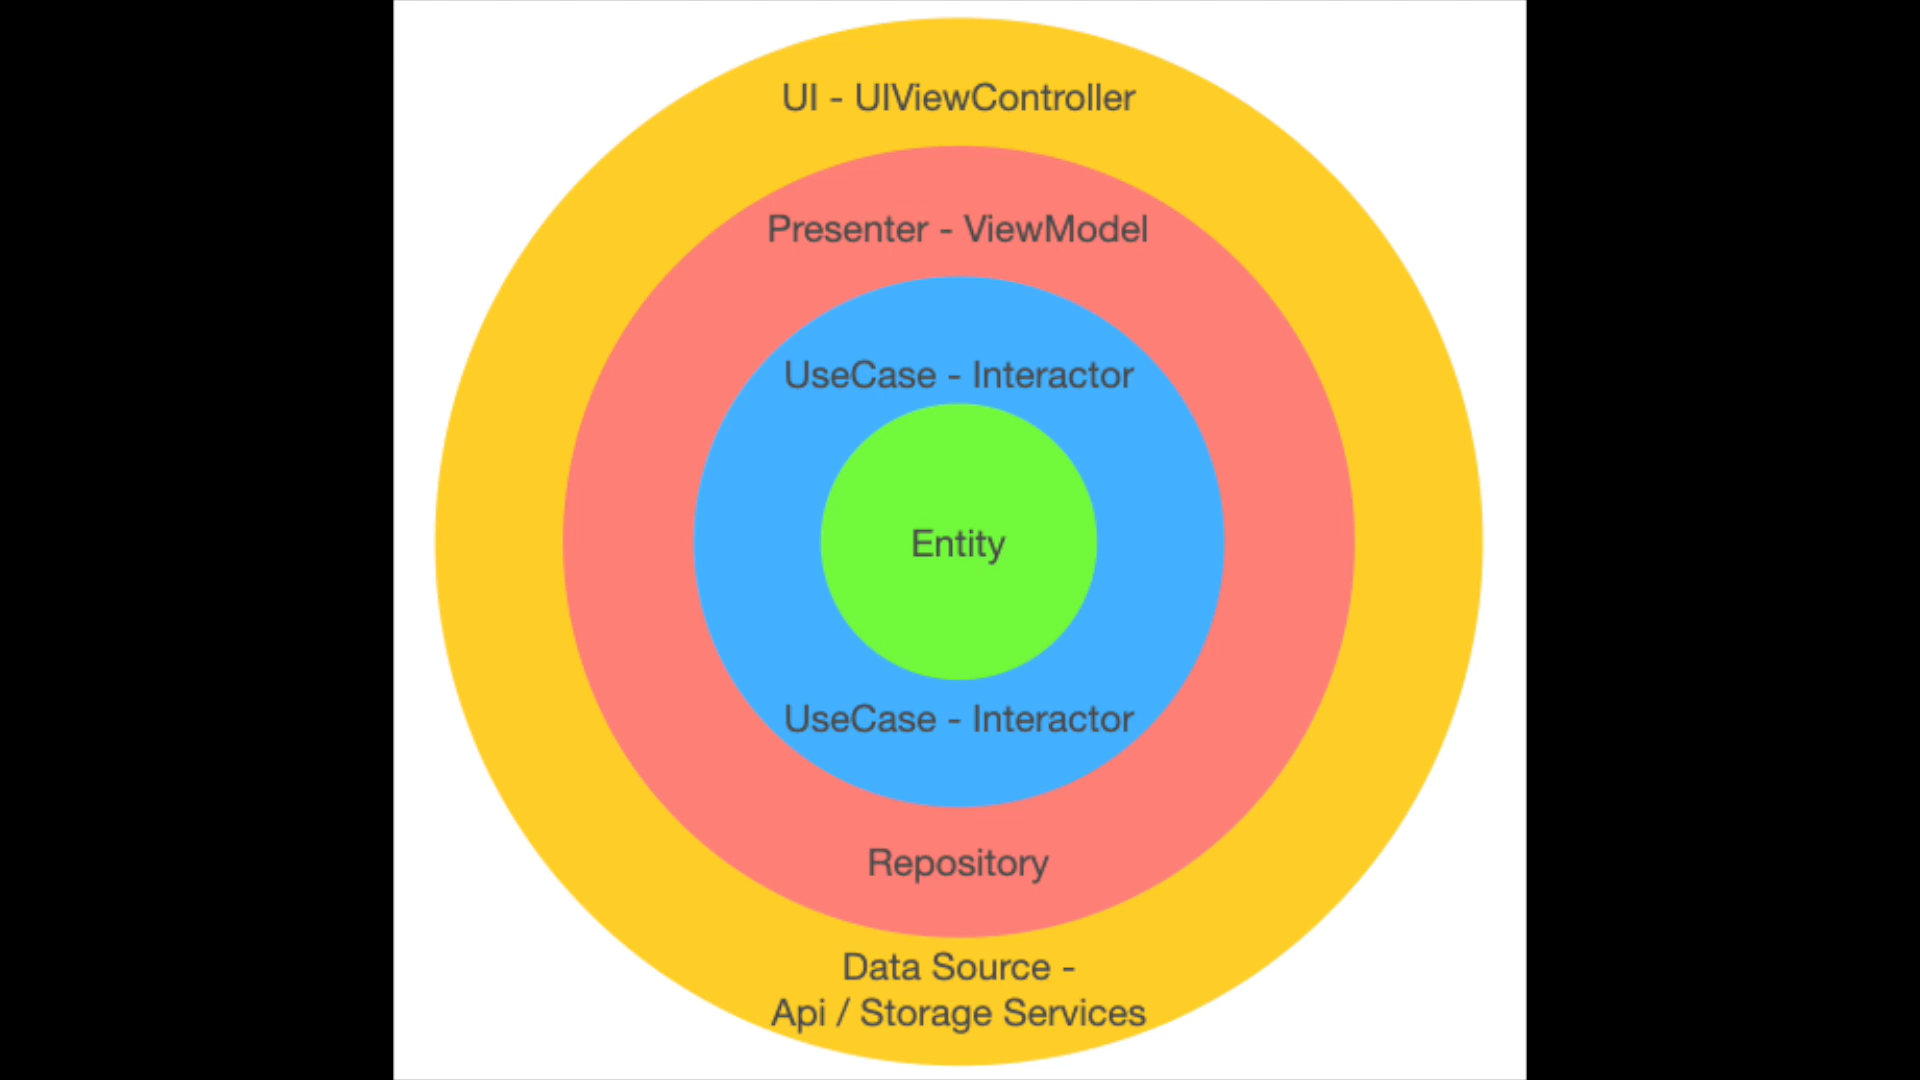 UI - UIViewController
Presenter - ViewModel
UseCase - Interactor
Entity
UseCase - Interactor
Repository
Data Source -
Api / Storage Services